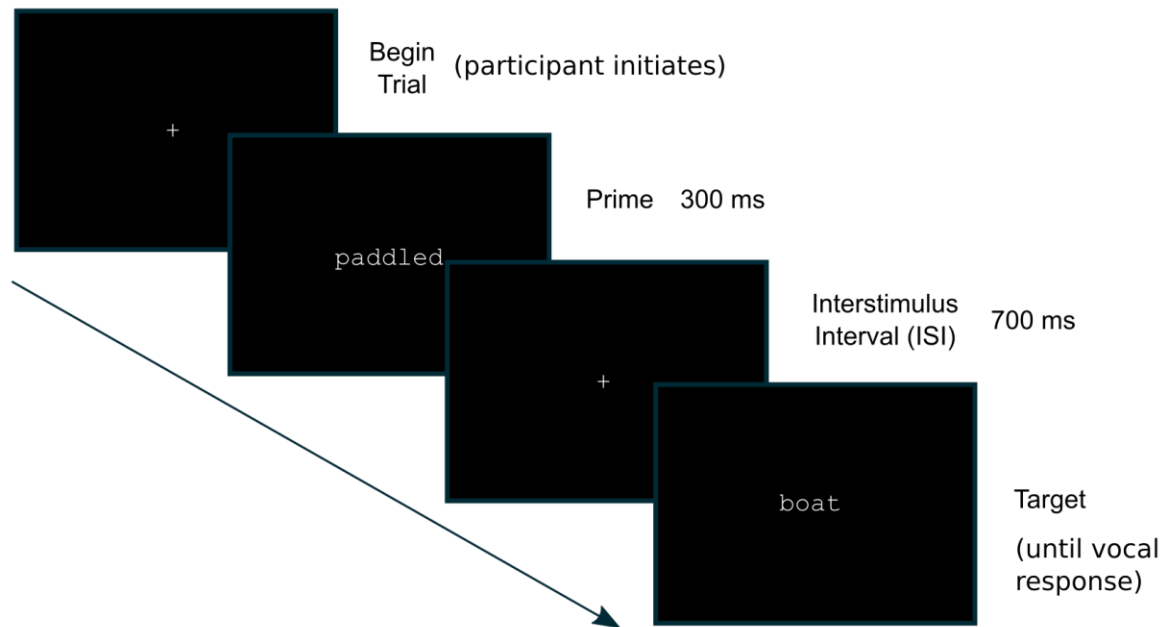 Begin
Trial
(participant initiates)
+
Prime 300 ms
paddled
Interstimulus
Interval (ISI)
700 ms
+
boat
Target
(until vocal
response)